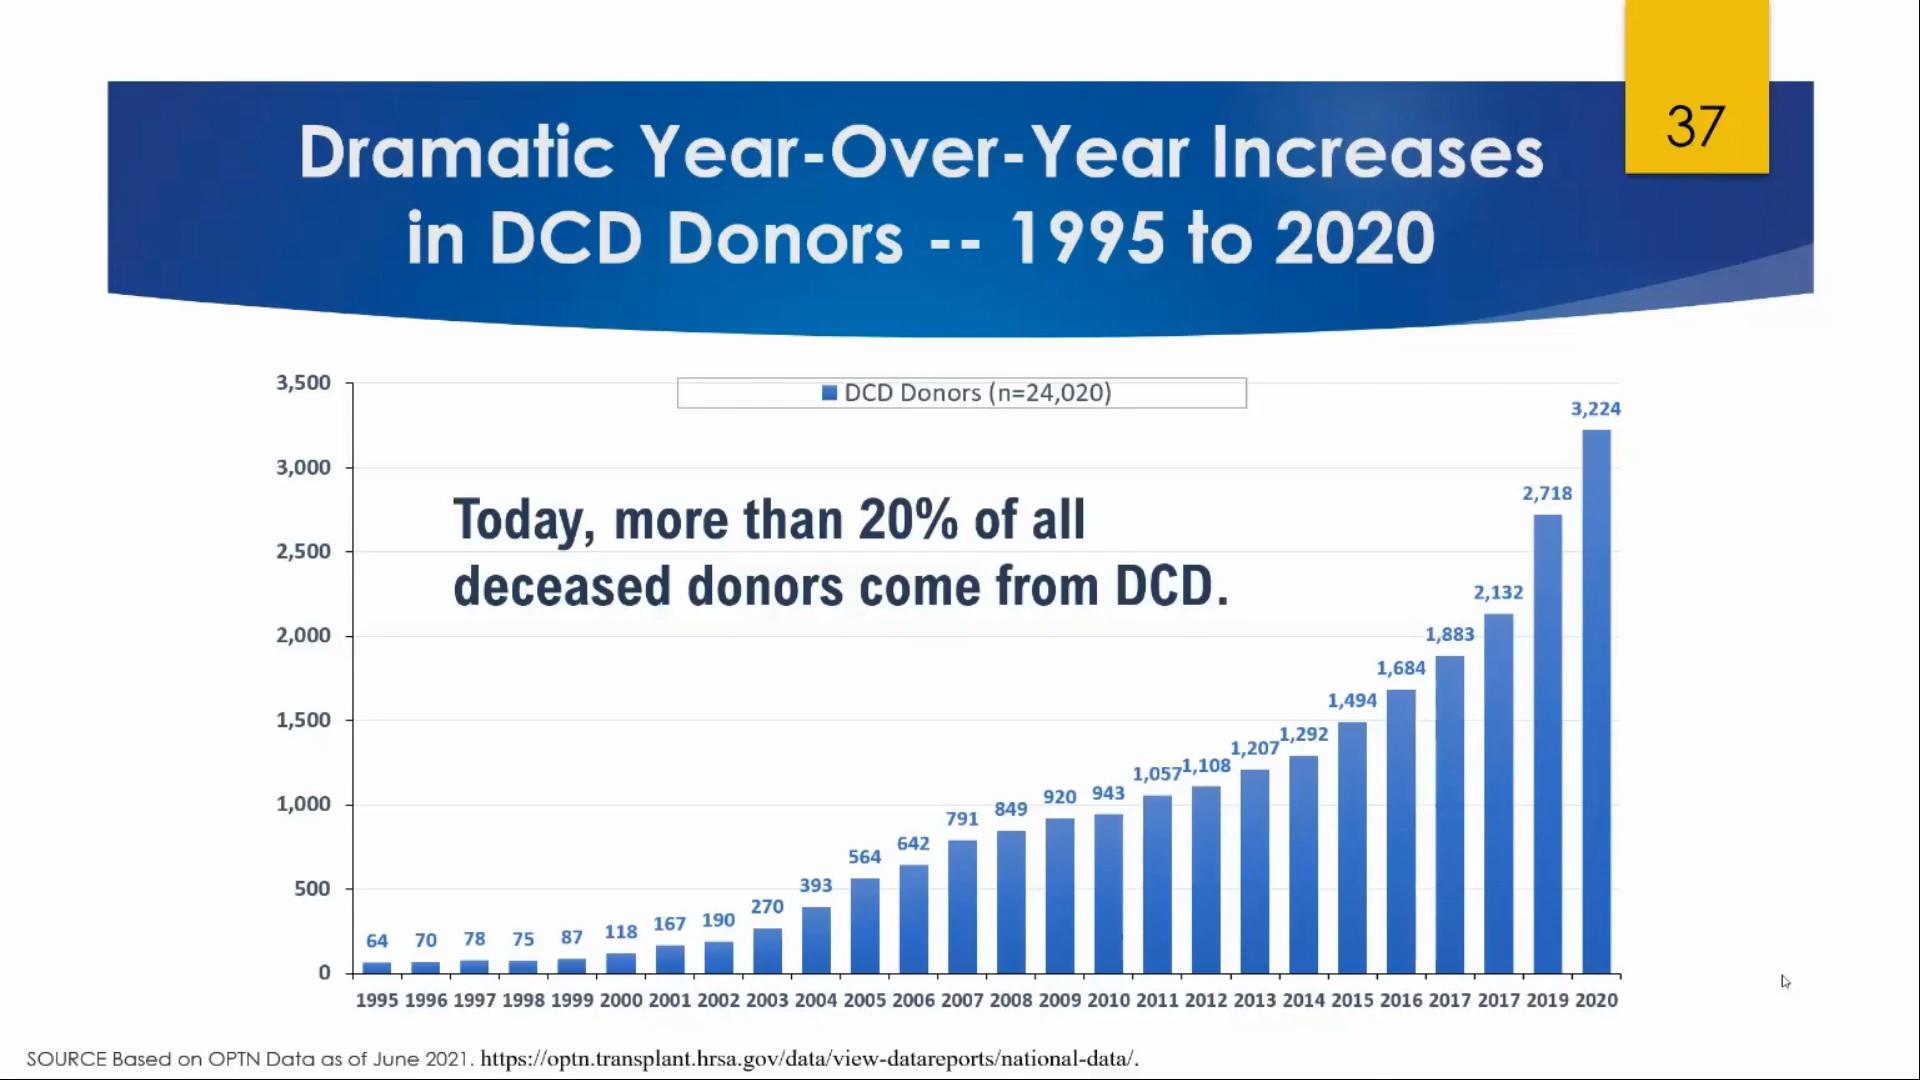 37
Dramatic Year-Over-Year Increases
in DCD Donors -- 1995 to 2020
DCD Donors (n=24,020)
Today, more than 20% of all
deceased donors come from DCD.
3,500
3,000
2,500
2,000
1,500
1,000
500
0
64 70 78 75 87 118 167 190 270 393 564 642 791 849 920 943 1,057 1,108 1,207 1,292 1,494 1,684 1,883 2,132 2,718 3,224
1995 1996 1997 1998 1999 2000 2001 2002 2003 2004 2005 2006 2007 2008 2009 2010 2011 2012 2013 2014 2015 2016 2017 2017 2019 2020
SOURCE Based on OPTN Data as of June 2021. https://optn.transplant.hrsa.gov/data/view-datareports/national-data/.